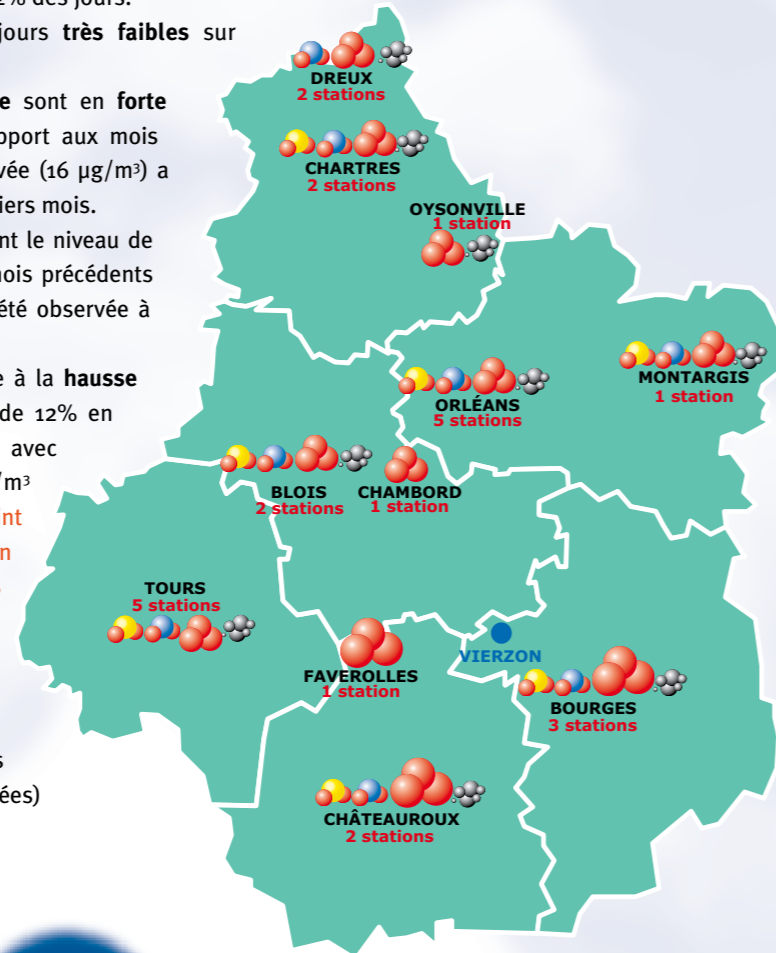 2% des jours.
jours très faibles sur
e sont en forte
pport aux mois
vée (16 µg/m³) a
iers mois.
nt le niveau de
nois précédents
été observée à
e à la hausse
de 12% en
avec
/m³
nt
n
s
ées)
DREUX
2 stations
CHARTRES
2 stations
OYSONVILLE
1 station
MONTARGIS
1 station
ORLÉANS
5 stations
BLOIS
2 stations
CHAMBORD
1 station
TOURS
5 stations
VIERZON
FAVEROLLES
1 station
BOURGES
3 stations
CHÂTEAUROUX
2 stations